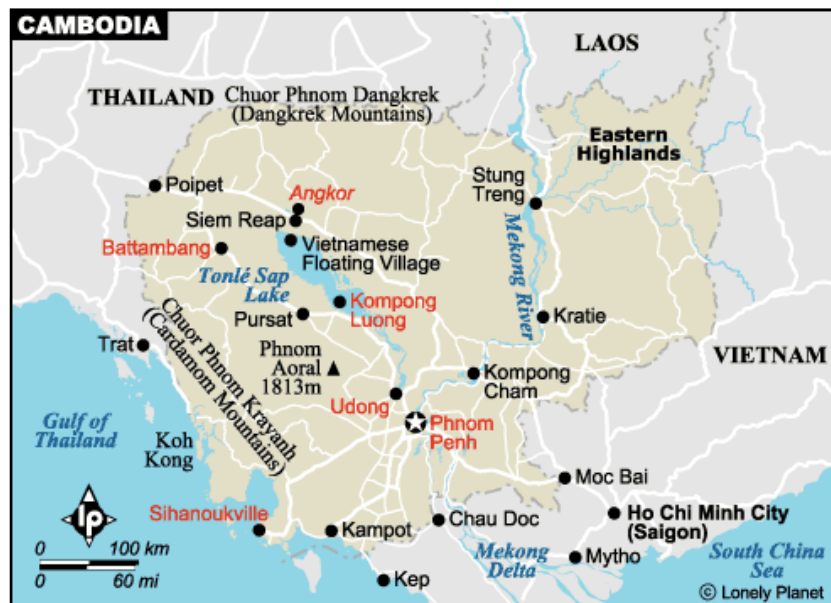 CAMBODIA
LAOS
THAILAND
Chuor Phnom Dangkrek
(Dangkrek Mountains)
Eastern
Highlands
Stung
Treng
Poipet
Angkor
Siem Reap
Battambang
Vietnamese
Floating Village
Mekong River
Tonlé Sap
Lake
Kompong
Luong
Pursat
Kratie
Chuor Phnom Kravanh
(Cardamom Mountains)
Trat
Phnom
Aoral
1813m
VIETNAM
Kompong
Cham
Udong
Gulf of
Thailand
Phnom
Penh
Koh
Kong
Moc Bai
lp
Sihanoukville
Kampot
Chau Doc
Ho Chi Minh City
(Saigon)
0 100 km
0 60 mi
Mekong
Delta
Mytho
South China
Sea
Kep
© Lonely Planet